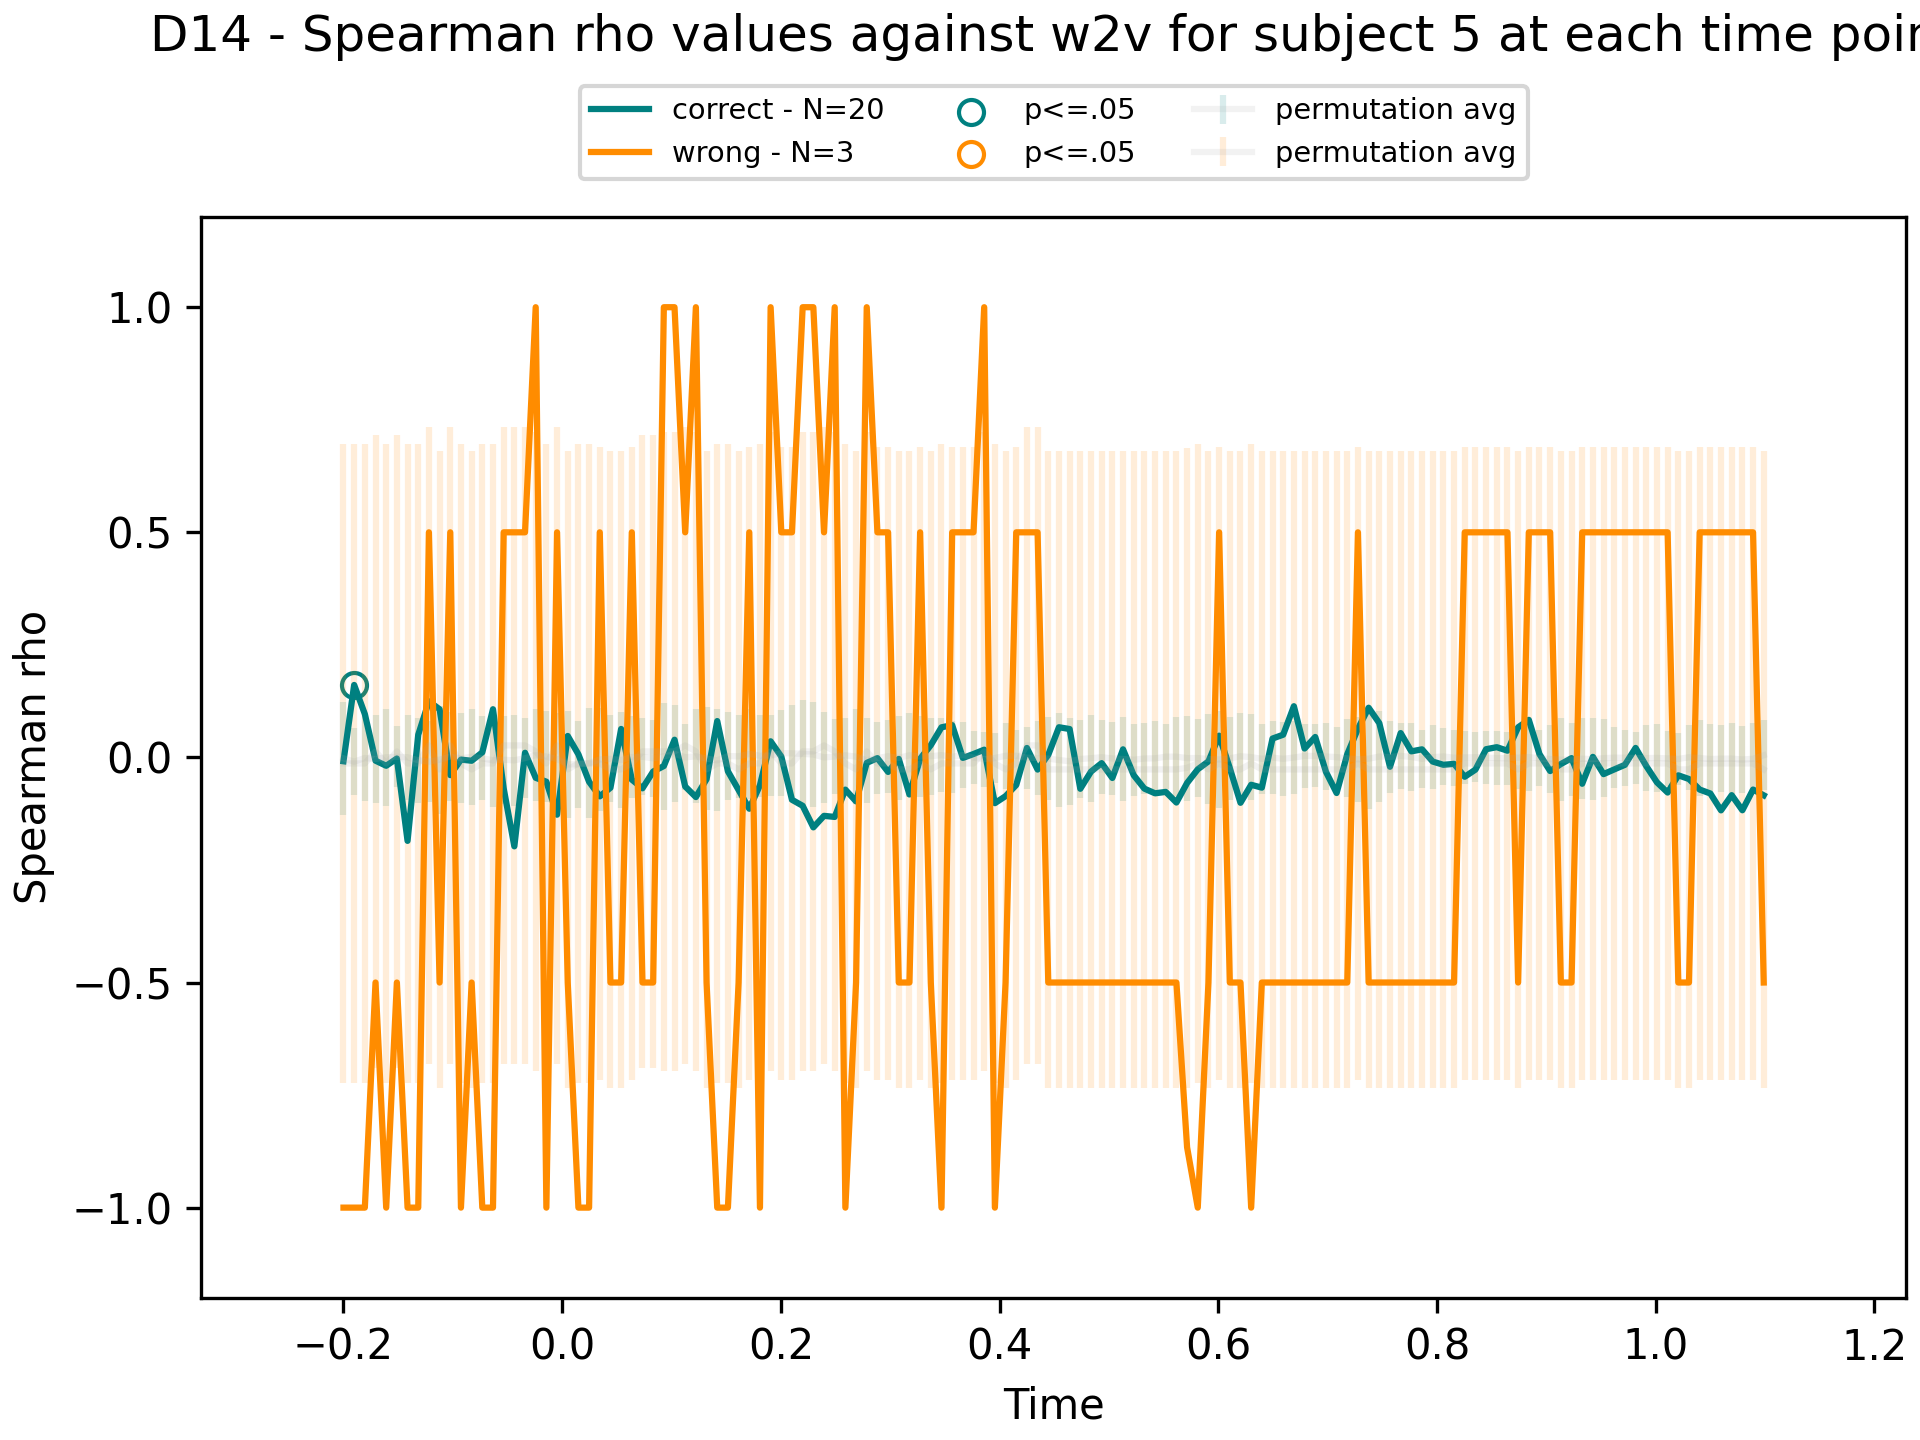 D14 - Spearman rho values against w2v for subject 5 at each time
correct - N=20 p<=.05 permutation avg
wrong - N=3 p<=.05 permutation avg
1.0
0.5
0.0
−0.5
−1.0
Spearman rho
−0.2 0.0 0.2 0.4 0.6 0.8 1.0 1.2
Time